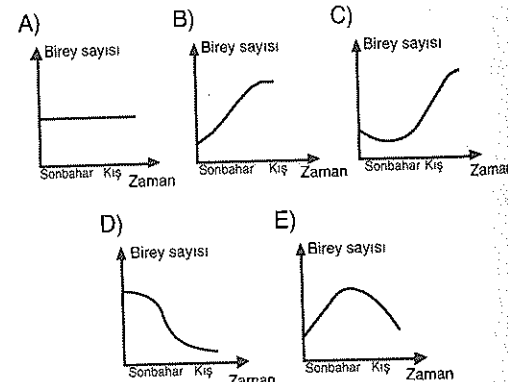 A)
Birey sayısı
Sonbahar Kış
Zaman
B)
Birey sayısı
Sonbahar Kış
Zaman
C)
Birey sayısı
Sonbahar Kış
Zaman
D)
Birey sayısı
Sonbahar Kış
Zaman
E)
Birey sayısı
Sonbahar Kış
Zaman